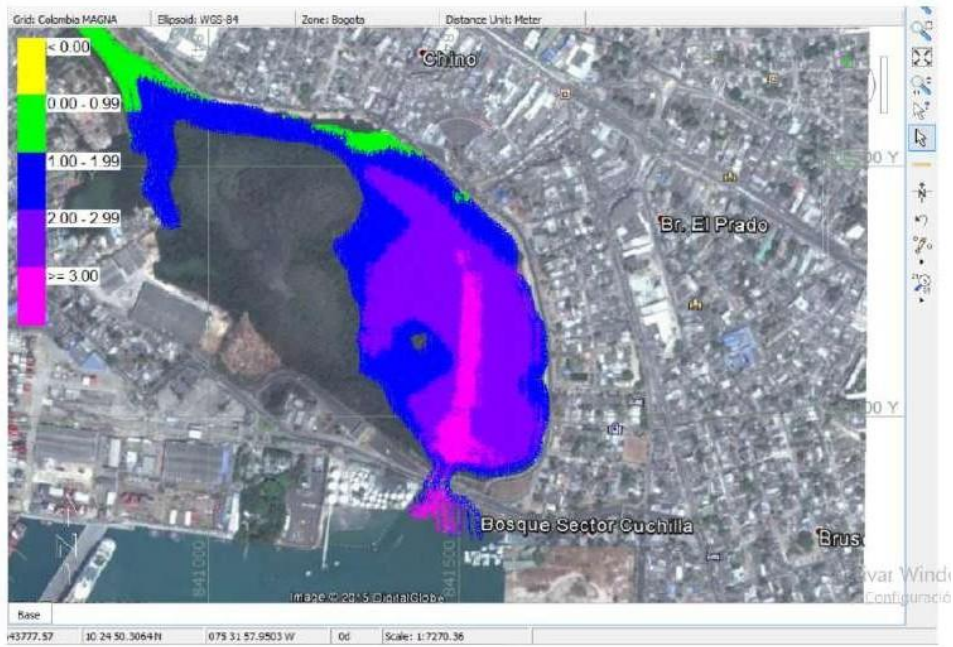 Grid: Colombia MAGNA Ellipsoid: WGS-84 Zone: Bogota Distance Unit: Meter
< 0.00
Chino
0.00 - 0.99
1.00 - 1.99
00 Y
2.00 - 2.99
Br. El Prado
>= 3.00
00 Y
Bosque Sector Cuchilla
841000
841500
Image © 2015 DigitalGlobe
Base
43777.57 10 24 50.3064 N 075 31 57.9503 W 0d Scale: 1:7270.36